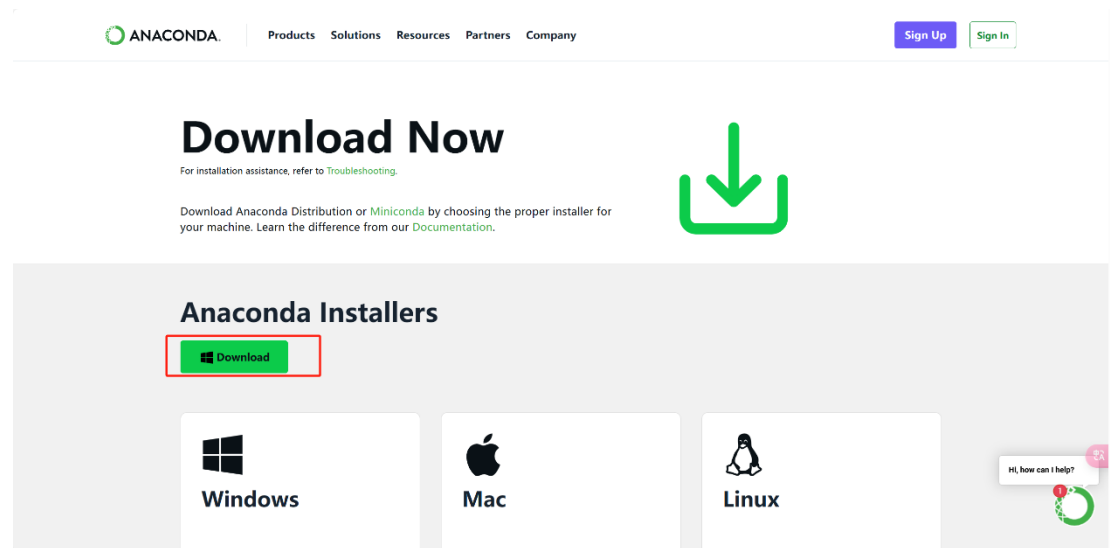 ANACONDA.
Products Solutions Resources Partners Company
Sign Up
Sign In
Download Now
For installation assistance, refer to Troubleshooting.
Download Anaconda Distribution or Miniconda by choosing the proper installer for
your machine. Learn the difference from our Documentation.
Anaconda Installers
Download
Windows
Mac
Linux
Hi, how can I help?
1